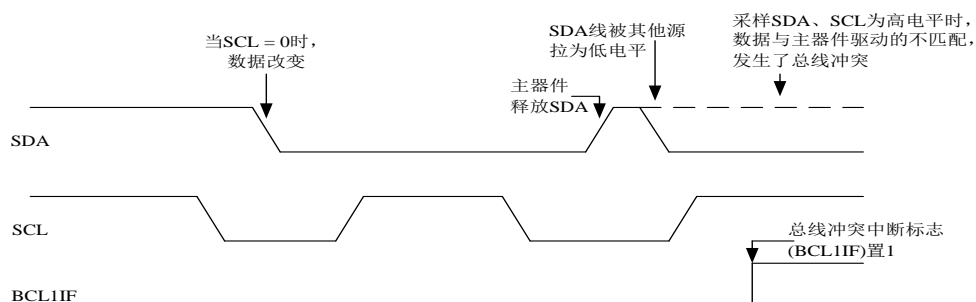 当SCL = 0时，
数据改变
SDA线被其他源
拉为低电平
采样SDA、SCL为高电平时，
数据与主器件驱动的不匹配，
发生了总线冲突
主器件
释放SDA
SDA
SCL
总线冲突中断标志
(BCL1IF)置1
BCL1IF